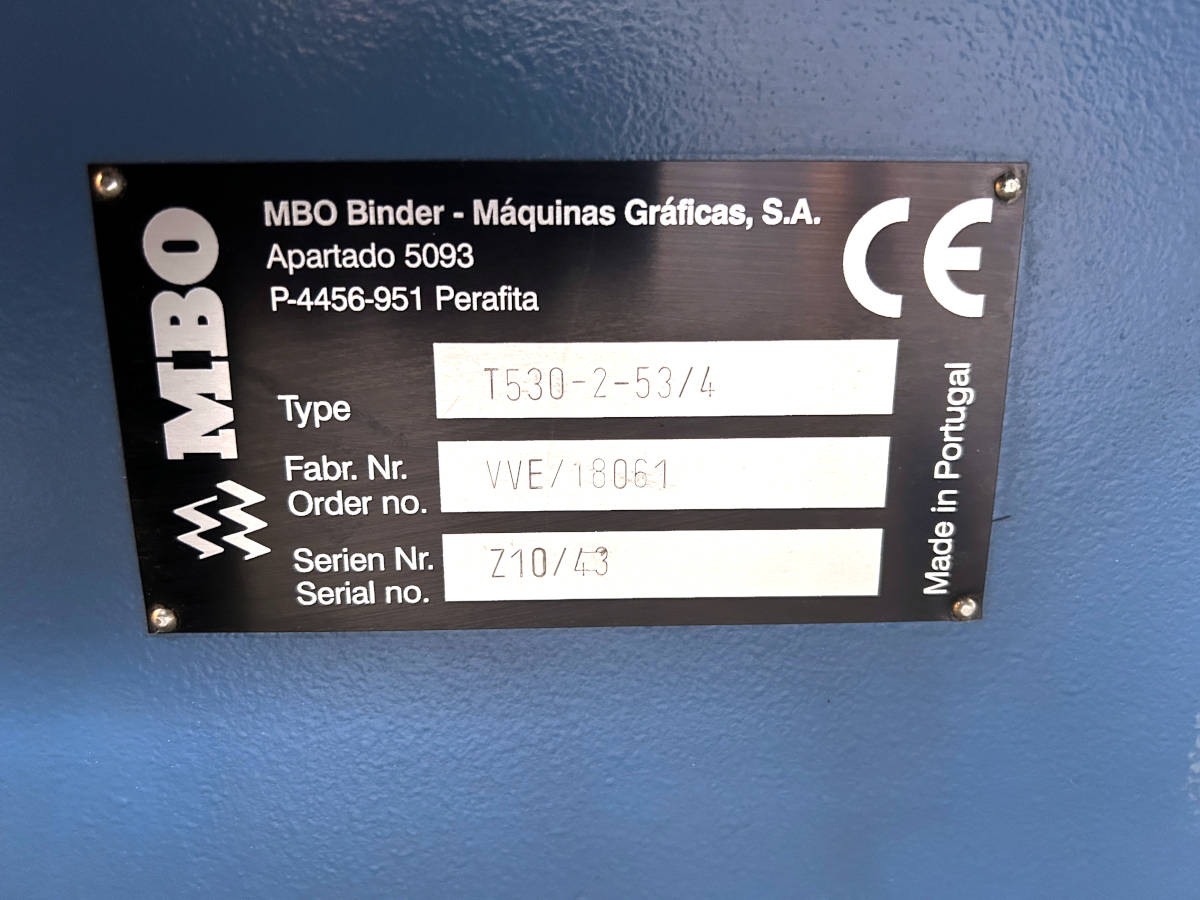 MBO
MBO Binder - Máquinas Gráficas, S.A.
Apartado 5093
P-4456-951 Perafita
CE
Type T530-2-53/4
Fabr. Nr.
Order no. VVE/18061
Serien Nr.
Serial no. Z10/43
Made in Portugal